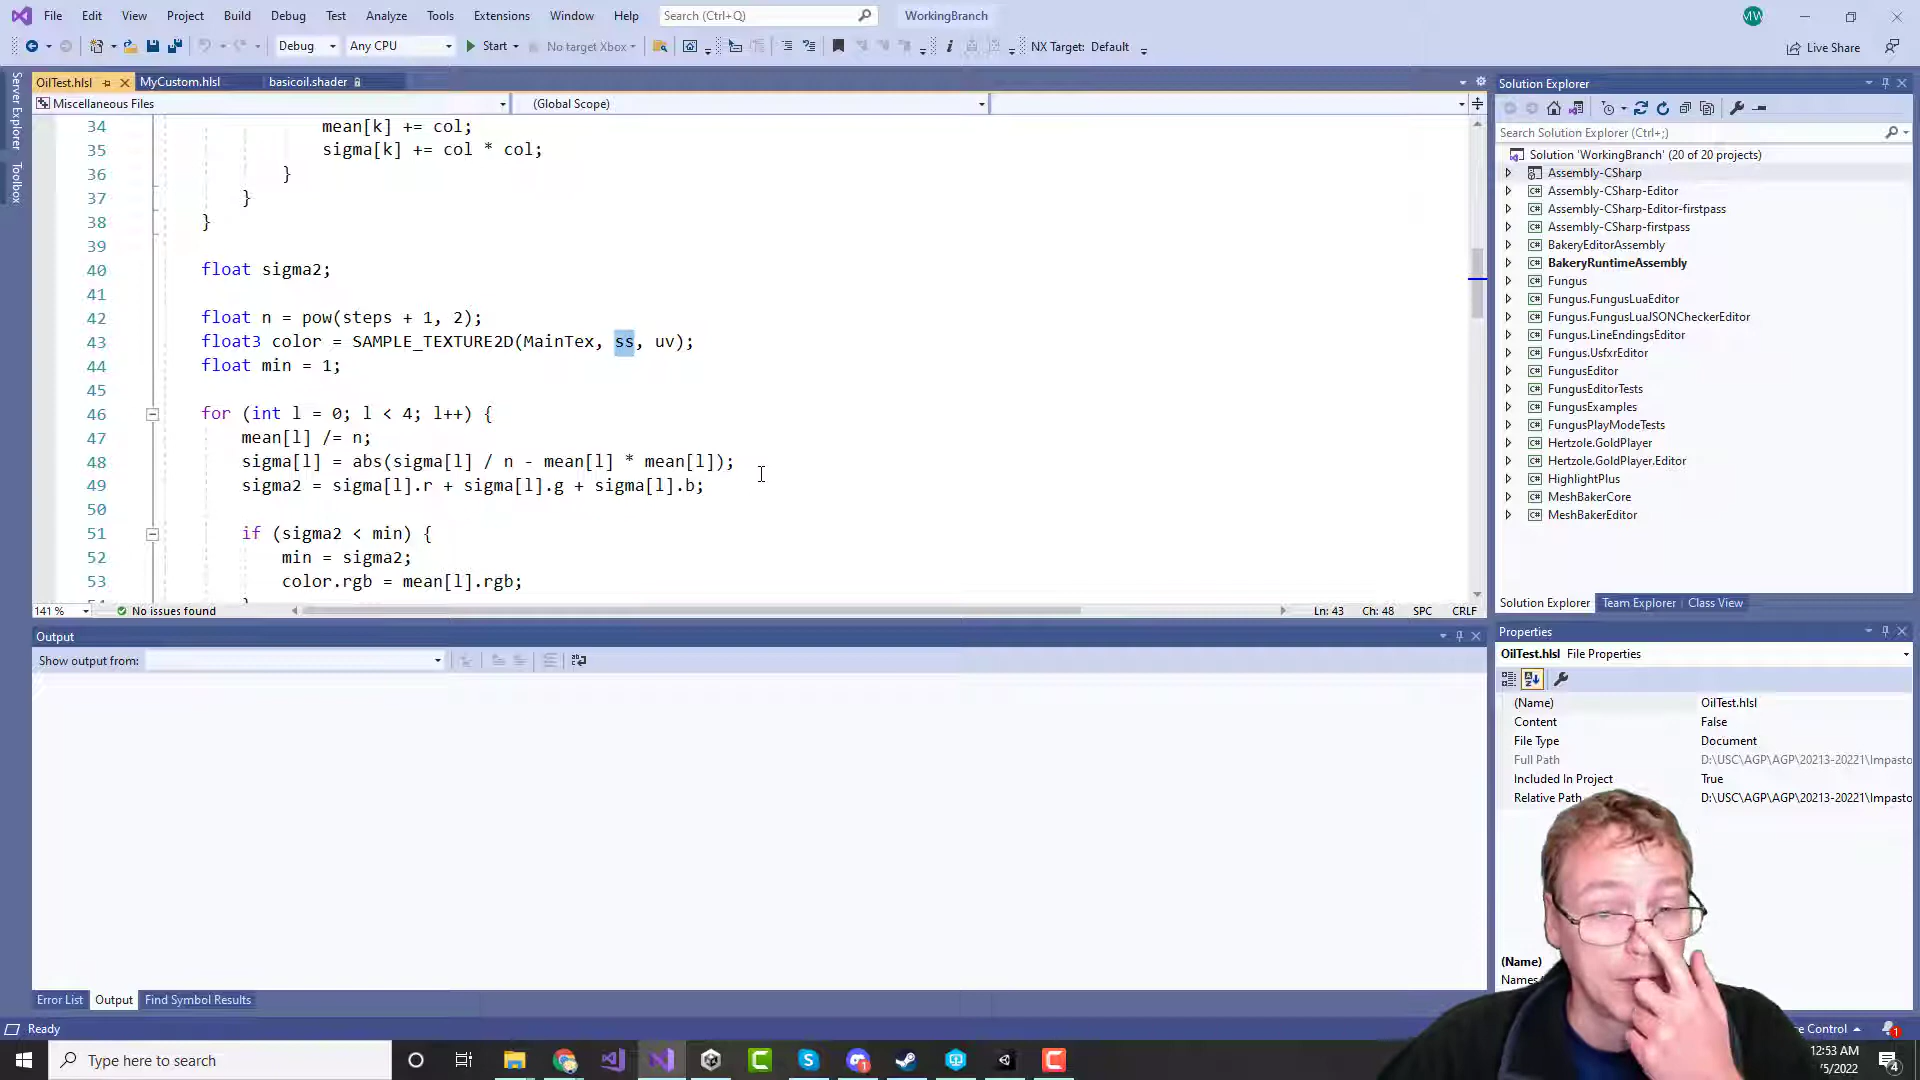 File Edit View Project Build Debug Test Analyze Tools Extensions Window Help Search (Ctrl+Q) WorkingBranch MW
Debug Any CPU Start No target Xbox NX Target: Default Live Share
Server Explorer
Toolbox
OilTest.hlsl MyCustom.hlsl basicoil.shader
Miscellaneous Files (Global Scope)
34 mean[k] += col;
35 sigma[k] += col * col;
36 }
37 }
38 }
39
40 float sigma2;
41
42 float n = pow(steps + 1, 2);
43 float3 color = SAMPLE_TEXTURE2D(MainTex, ss, uv);
44 float min = 1;
45
46 for (int l = 0; l < 4; l++) {
47 mean[l] /= n;
48 sigma[l] = abs(sigma[l] / n - mean[l] * mean[l]);
49 sigma2 = sigma[l].r + sigma[l].g + sigma[l].b;
50
51 if (sigma2 < min) {
52 min = sigma2;
53 color.rgb = mean[l].rgb;
141 % No issues found Ln: 43 Ch: 48 SPC CRLF
Output
Show output from:
Error List Output Find Symbol Results
Ready
Solution Explorer
Search Solution Explorer (Ctrl+;)
Solution 'WorkingBranch' (20 of 20 projects)
Assembly-CSharp
Assembly-CSharp-Editor
Assembly-CSharp-Editor-firstpass
Assembly-CSharp-firstpass
BakeryEditorAssembly
BakeryRuntimeAssembly
Fungus
Fungus.FungusLuaEditor
Fungus.FungusLuaJSONCheckerEditor
Fungus.LineEndingsEditor
Fungus.UsfxrEditor
FungusEditor
FungusEditorTests
FungusExamples
FungusPlayModeTests
Hertzole.GoldPlayer
Hertzole.GoldPlayer.Editor
HighlightPlus
MeshBakerCore
MeshBakerEditor
Solution Explorer Team Explorer Class View
Properties
OilTest.hlsl File Properties
(Name) OilTest.hlsl
Content False
File Type Document
Full Path D:\USC\AGP\AGP\20213-20221\Impasto
Included In Project True
Relative Path D:\USC\AGP\AGP\20213-20221\Impasto
(Name)
Control 1
Type here to search
12:53 AM
/5/2022
4